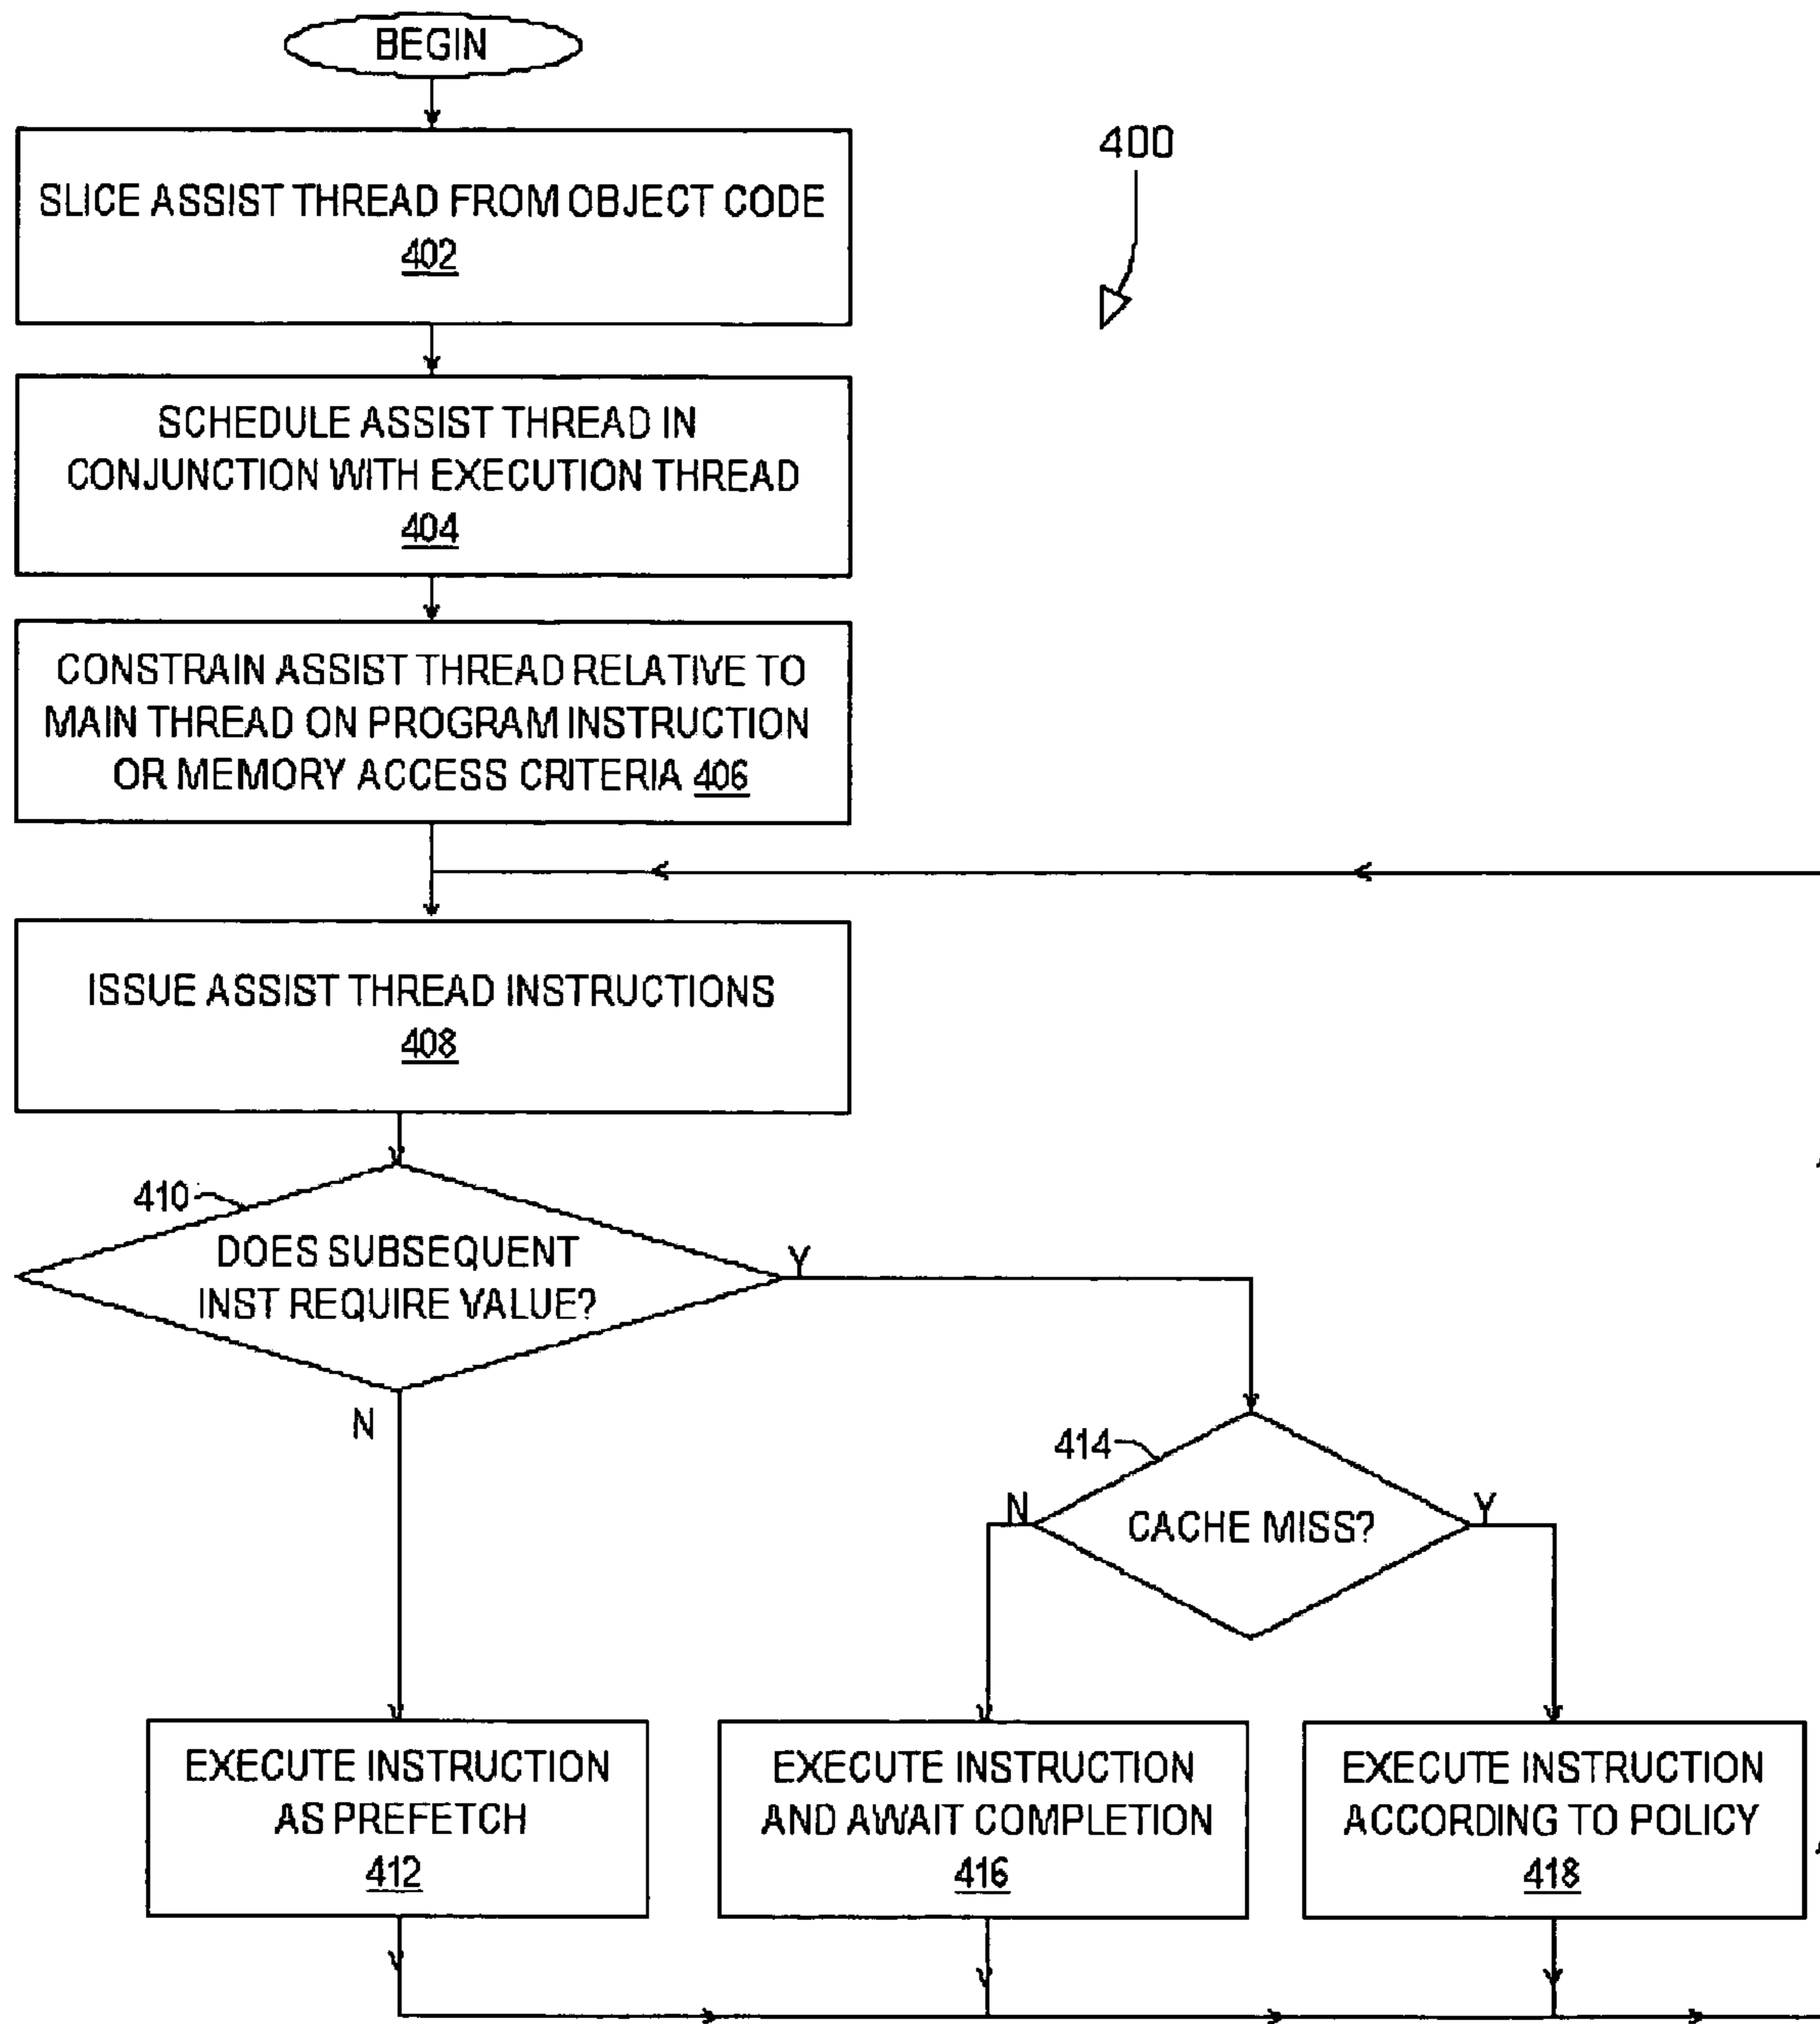 BEGIN
SLICE ASSIST THREAD FROM OBJECT CODE
402
400
SCHEDULE ASSIST THREAD IN
CONJUNCTION WITH EXECUTION THREAD
404
CONSTRAIN ASSIST THREAD RELATIVE TO
MAIN THREAD ON PROGRAM INSTRUCTION
OR MEMORY ACCESS CRITERIA 406
ISSUE ASSIST THREAD INSTRUCTIONS
408
410
DOES SUBSEQUENT
INST REQUIRE VALUE?
Y
N
414
CACHE MISS?
N
Y
EXECUTE INSTRUCTION
AS PREFETCH
412
EXECUTE INSTRUCTION
AND AWAIT COMPLETION
416
EXECUTE INSTRUCTION
ACCORDING TO POLICY
418